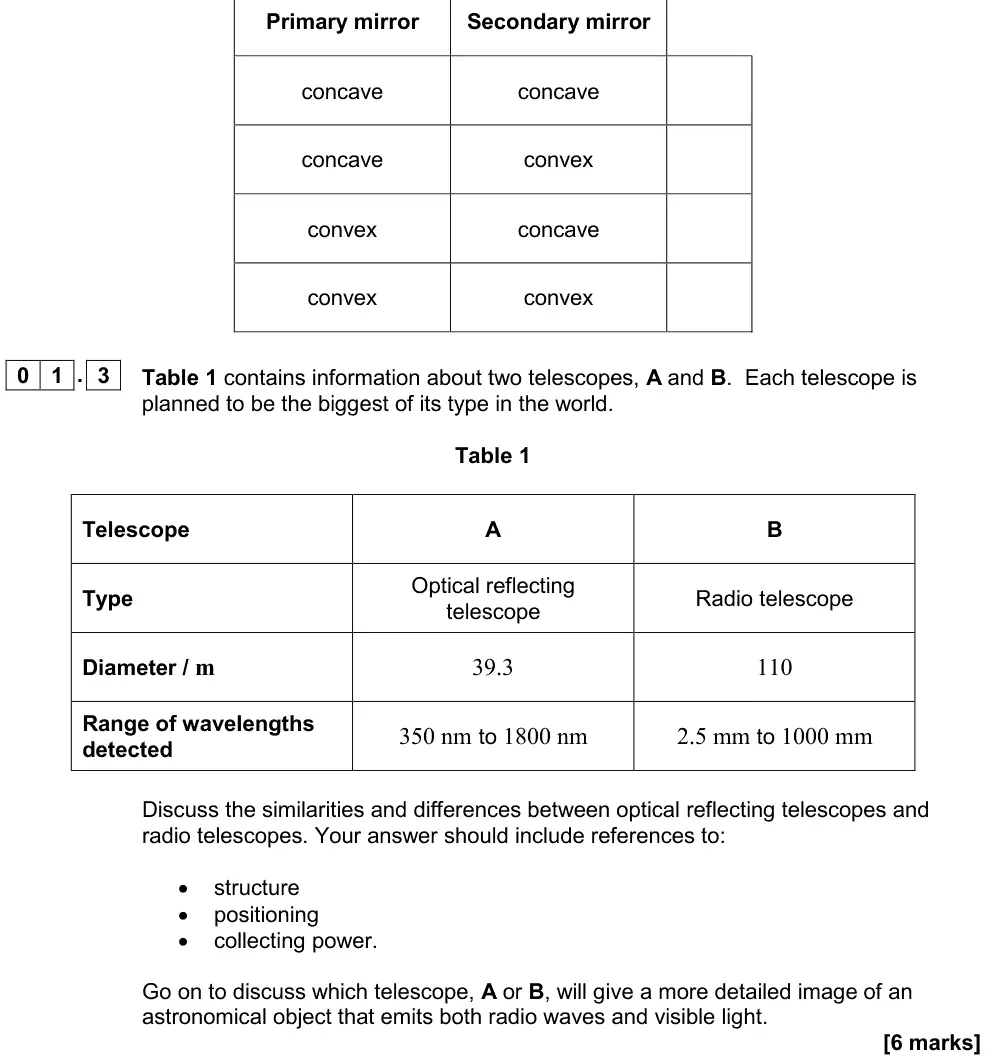 Primary mirror Secondary mirror
concave concave
concave convex
convex concave
convex convex
0 1 . 3 Table 1 contains information about two telescopes, A and B. Each telescope is
planned to be the biggest of its type in the world.
Table 1
Telescope A B
Type Optical reflecting telescope Radio telescope
Diameter / m 39.3 110
Range of wavelengths detected 350 nm to 1800 nm 2.5 mm to 1000 mm
Discuss the similarities and differences between optical reflecting telescopes and
radio telescopes. Your answer should include references to:
• structure
• positioning
• collecting power.
Go on to discuss which telescope, A or B, will give a more detailed image of an
astronomical object that emits both radio waves and visible light.
[6 marks]